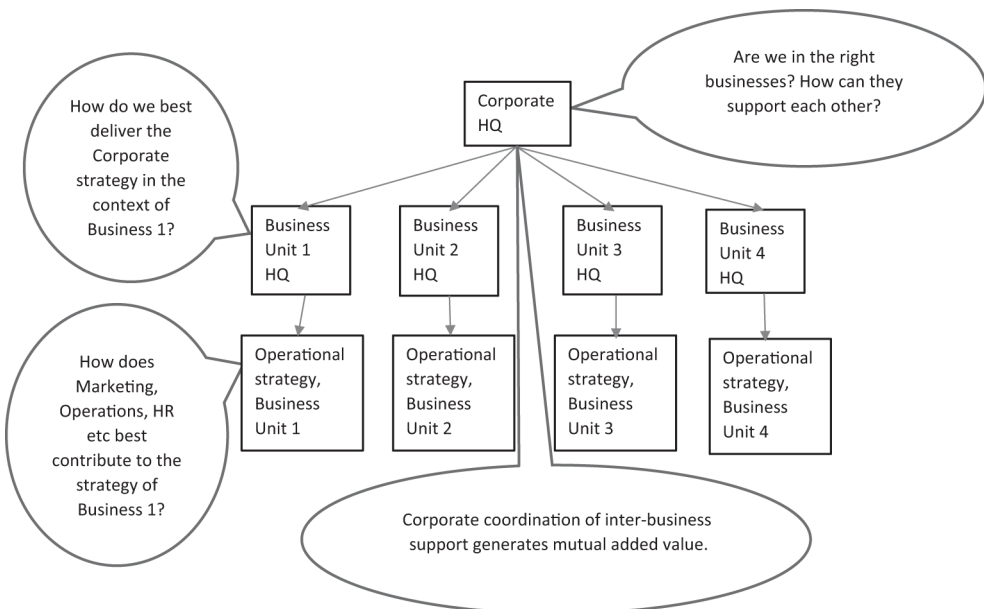 Are we in the right
businesses? How can they
support each other?
Corporate
HQ
How do we best
deliver the
Corporate
strategy in the
context of
Business 1?
Business
Unit 1
HQ
Business
Unit 2
HQ
Business
Unit 3
HQ
Business
Unit 4
HQ
How does
Marketing,
Operations, HR
etc best
contribute to the
strategy of
Business 1?
Operational
strategy,
Business
Unit 1
Operational
strategy,
Business
Unit 2
Operational
strategy,
Business
Unit 3
Operational
strategy,
Business
Unit 4
Corporate coordination of inter-business
support generates mutual added value.